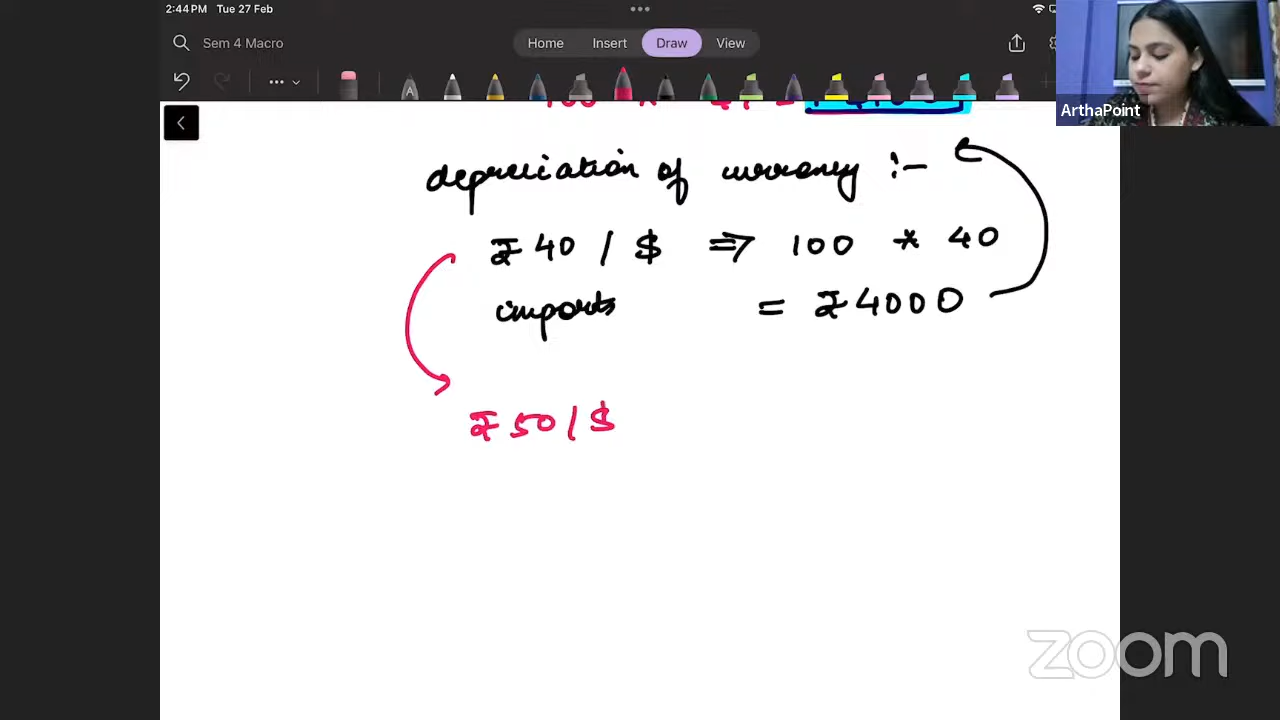 2:44 PM Tue 27 Feb
Sem 4 Macro
Home Insert Draw View
A
ArthaPoint
depreciation of currency :-
₹ 40 / $ ⇒ 100 * 40
imports = ₹ 4000
₹ 50 / $
zoom